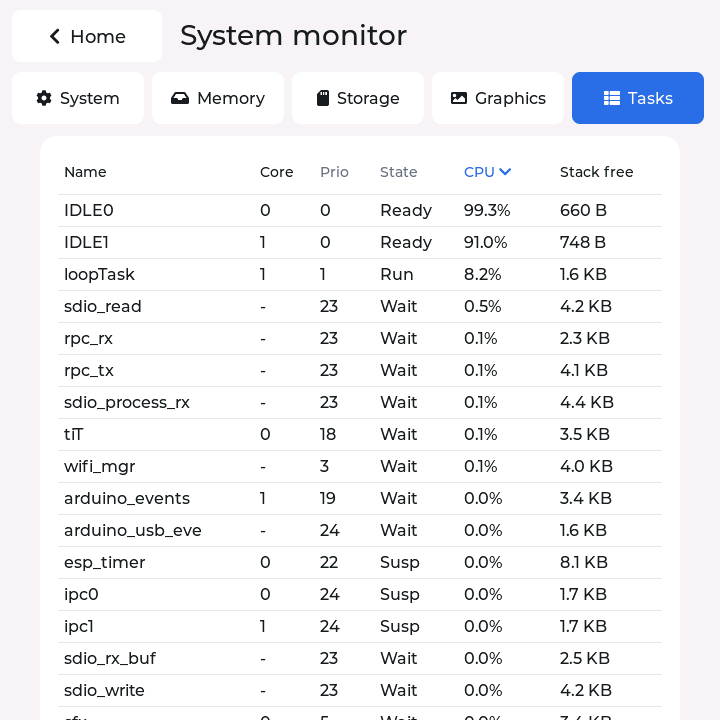 Home System monitor
System Memory Storage Graphics Tasks
Name Core Prio State CPU Stack free
IDLE0 0 0 Ready 99.3% 660 B
IDLE1 1 0 Ready 91.0% 748 B
loopTask 1 1 Run 8.2% 1.6 KB
sdio_read - 23 Wait 0.5% 4.2 KB
rpc_rx - 23 Wait 0.1% 2.3 KB
rpc_tx - 23 Wait 0.1% 4.1 KB
sdio_process_rx - 23 Wait 0.1% 4.4 KB
tiT 0 18 Wait 0.1% 3.5 KB
wifi_mgr - 3 Wait 0.1% 4.0 KB
arduino_events 1 19 Wait 0.0% 3.4 KB
arduino_usb_eve - 24 Wait 0.0% 1.6 KB
esp_timer 0 22 Susp 0.0% 8.1 KB
ipc0 0 24 Susp 0.0% 1.7 KB
ipc1 1 24 Susp 0.0% 1.7 KB
sdio_rx_buf - 23 Wait 0.0% 2.5 KB
sdio_write - 23 Wait 0.0% 4.2 KB